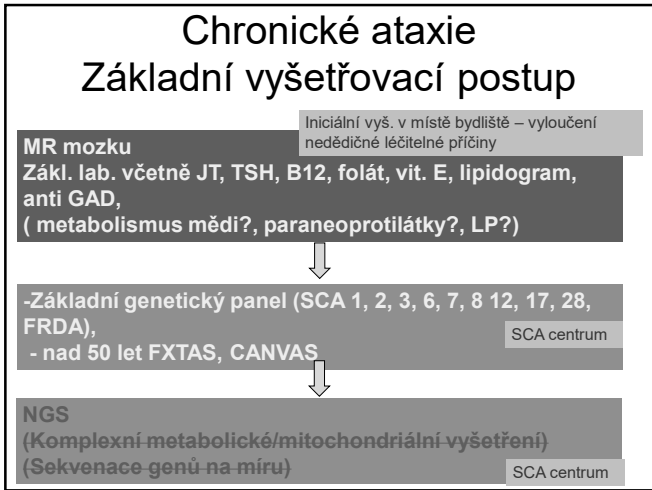 Chronické ataxie
Základní vyšetřovací postup
Iniciální vyš. v místě bydliště – vyloučení
nedědičné léčitelné příčiny
MR mozku
Zákl. lab. včetně JT, TSH, B12, folát, vit. E, lipidogram,
anti GAD,
( metabolismus mědi?, paraneoprotilátky?, LP?)
-Základní genetický panel (SCA 1, 2, 3, 6, 7, 8 12, 17, 28,
FRDA),
- nad 50 let FXTAS, CANVAS
SCA centrum
NGS
(Komplexní metabolické/mitochondriální vyšetření)
(Sekvenace genů na míru)
SCA centrum